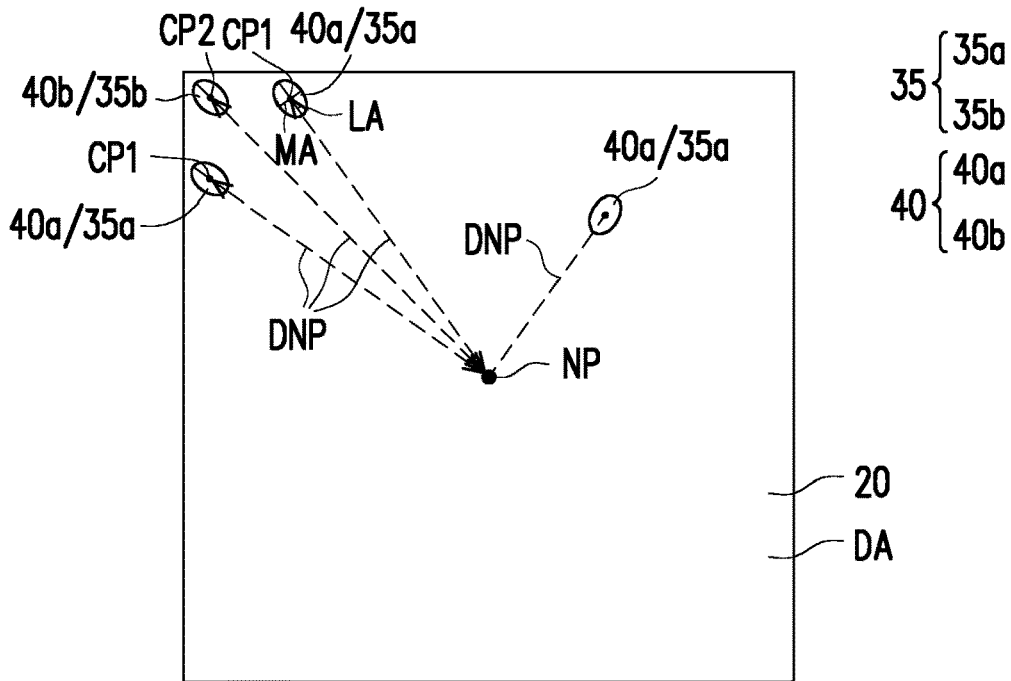 CP2 CP1 40a/35a
40b/35b
LA
MA
CP1
40a/35a
40a/35a
DNP
DNP
NP
20
DA
35 { 35a
35b
40 { 40a
40b